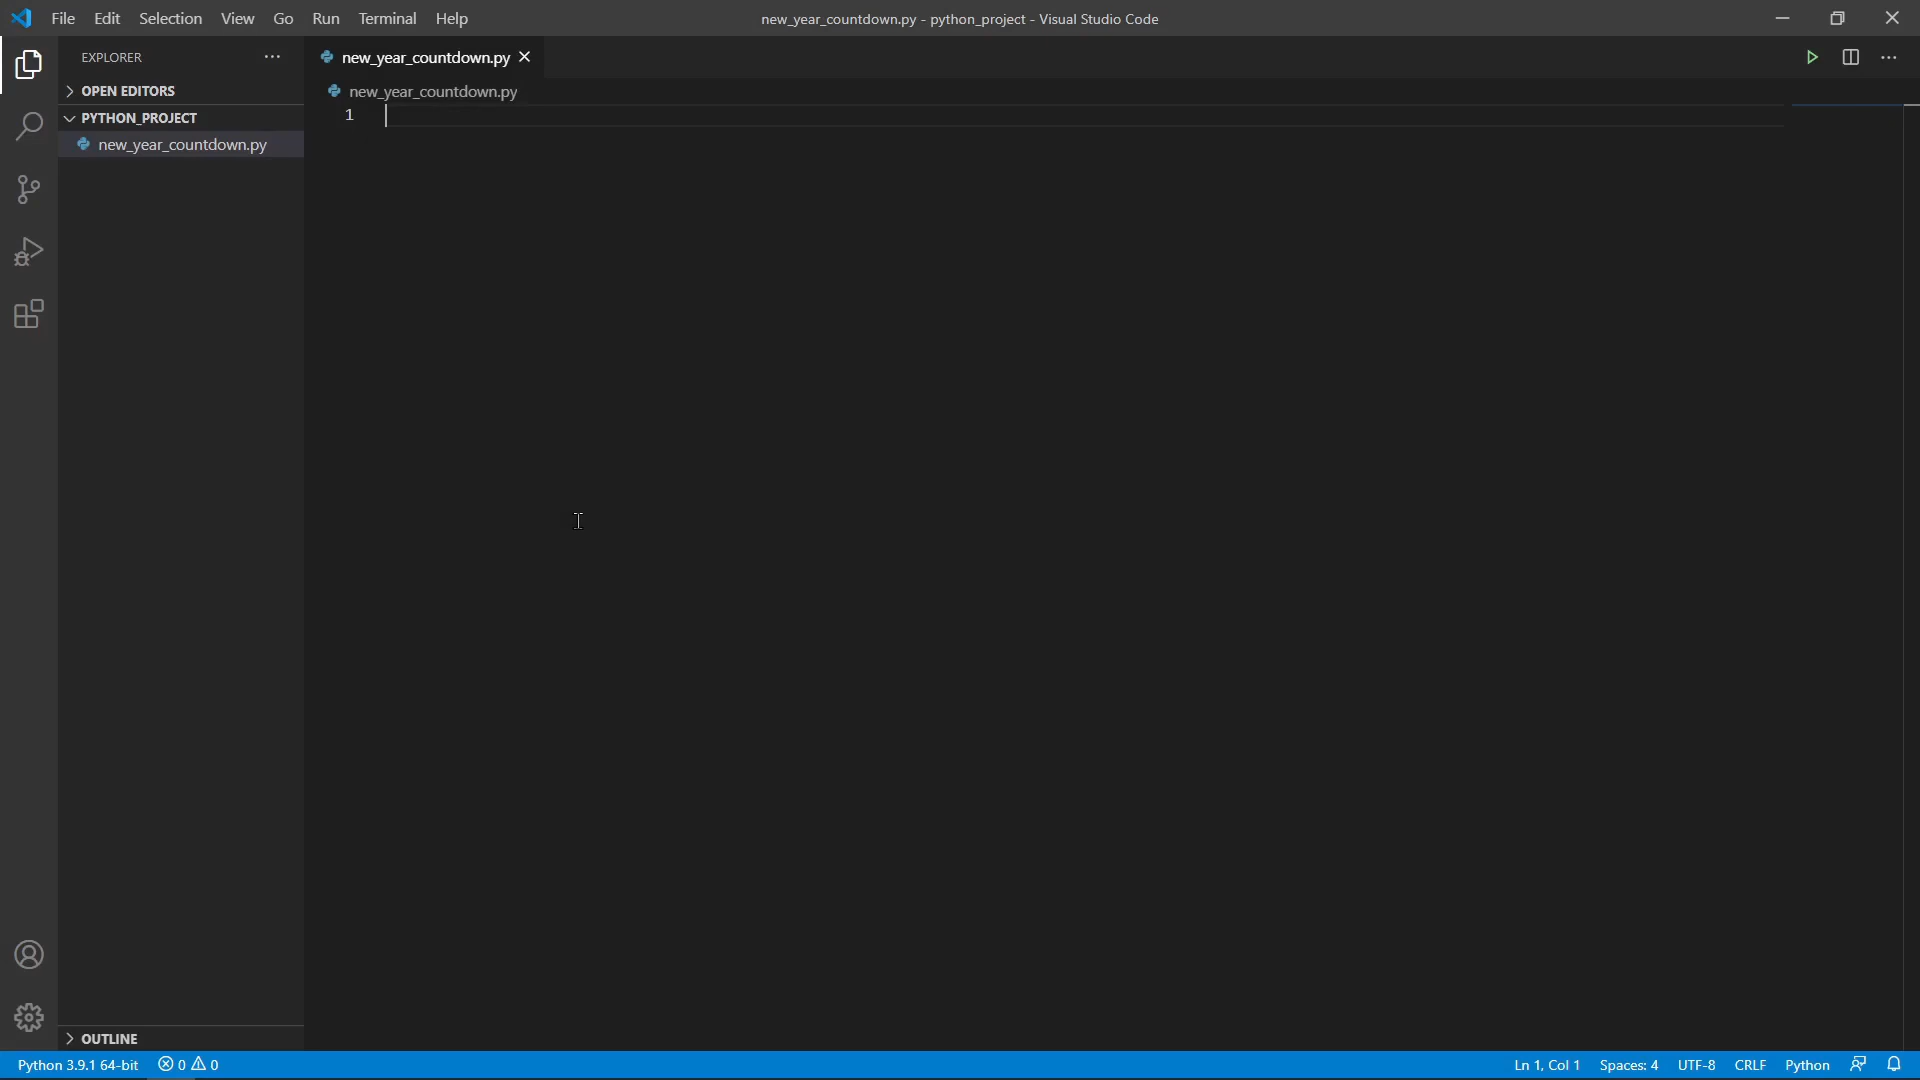 File Edit Selection View Go Run Terminal Help
new_year_countdown.py - python_project - Visual Studio Code
EXPLORER
new_year_countdown.py
OPEN EDITORS
new_year_countdown.py
PYTHON_PROJECT
1
new_year_countdown.py
OUTLINE
Python 3.9.1 64-bit
0 0
Ln 1, Col 1 Spaces: 4 UTF-8 CRLF Python